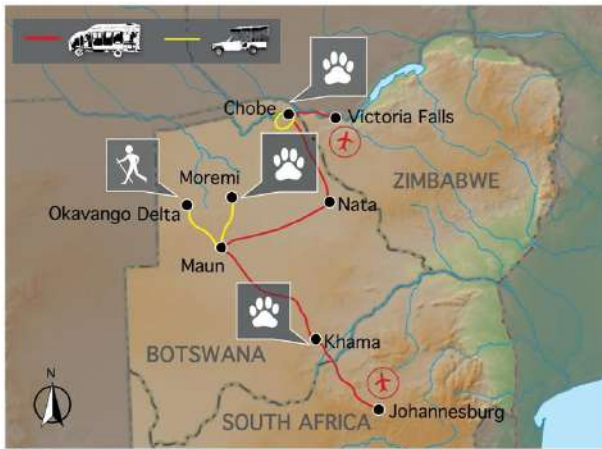 Chobe
Victoria Falls
Moremi
ZIMBABWE
Okavango Delta
Nata
Maun
Khama
BOTSWANA
N
Johannesburg
SOUTH AFRICA